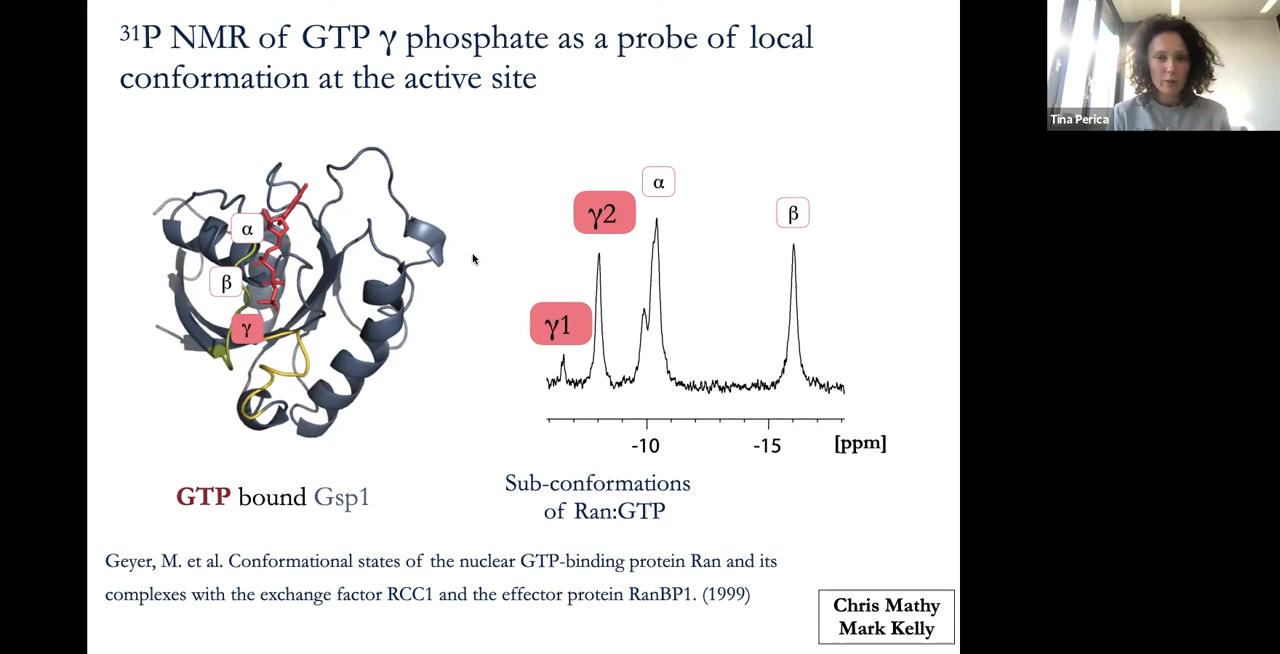 ³¹P NMR of GTP γ phosphate as a probe of local
conformation at the active site
Tina Perica
α
β
γ
γ1
γ2
α
β
-10
-15
[ppm]
GTP bound Gsp1
Sub-conformations
of Ran:GTP
Geyer, M. et al. Conformational states of the nuclear GTP-binding protein Ran and its
complexes with the exchange factor RCC1 and the effector protein RanBP1. (1999)
Chris Mathy
Mark Kelly